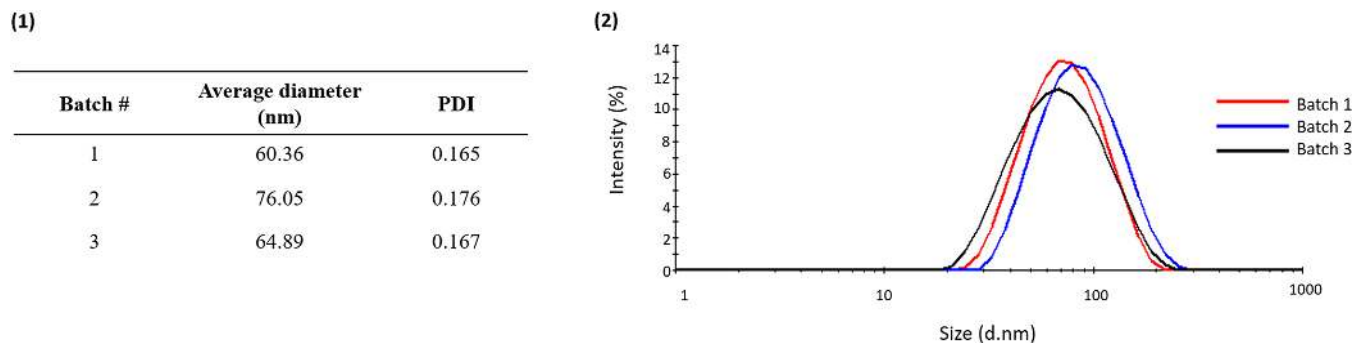 (1)
Batch # Average diameter (nm) PDI
1 60.36 0.165
2 76.05 0.176
3 64.89 0.167
(2)
Intensity (%)
14
12
10
8
6
4
2
0
1 10 100 1000
Size (d.nm)
Batch 1
Batch 2
Batch 3